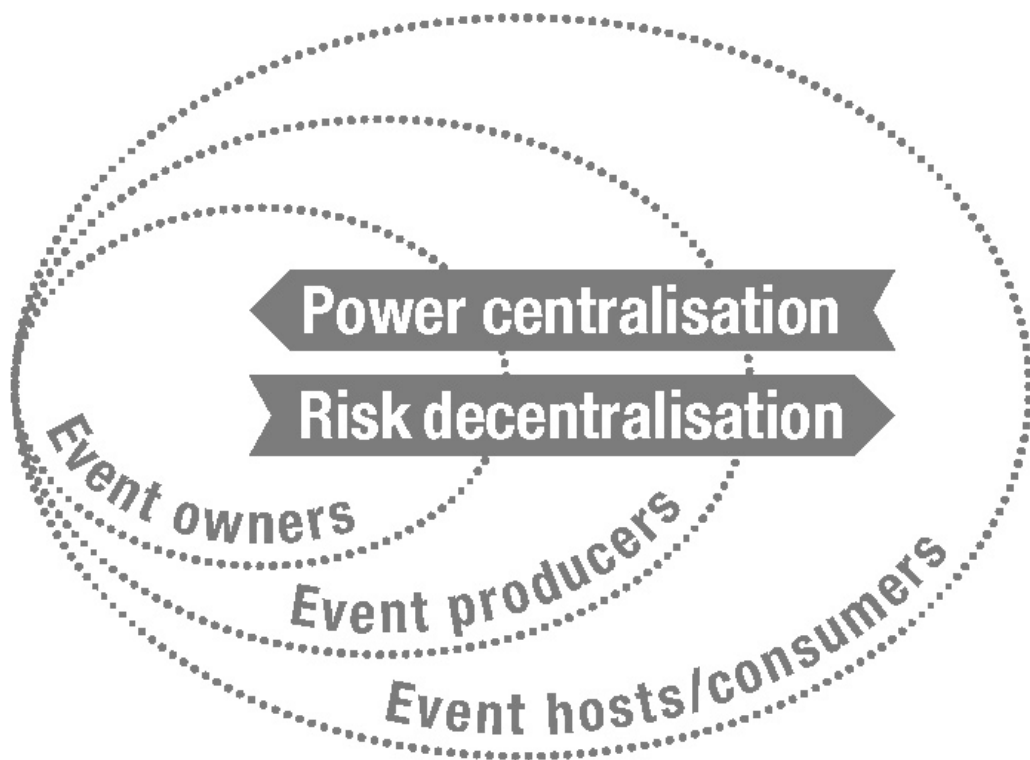 Power centralisation
Risk decentralisation
Event owners
Event producers
Event hosts/consumers